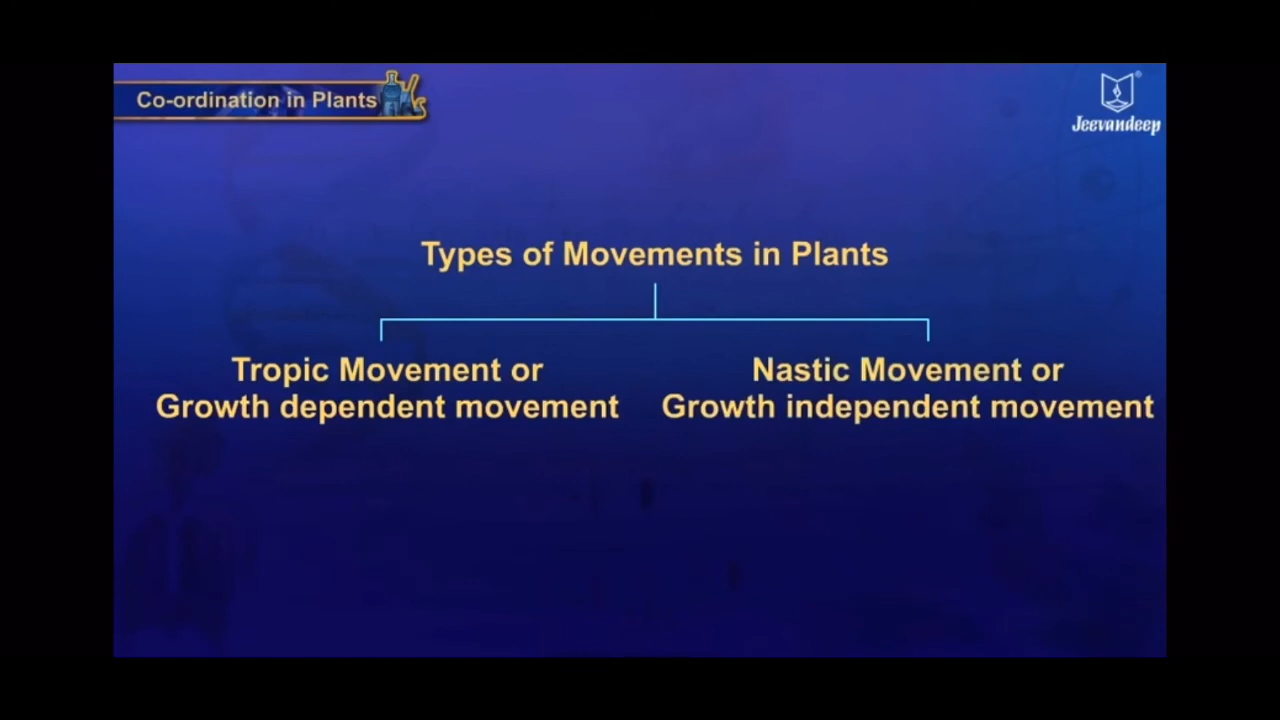 Co-ordination in Plants
Jeevandeep
Types of Movements in Plants
Tropic Movement or
Growth dependent movement
Nastic Movement or
Growth independent movement